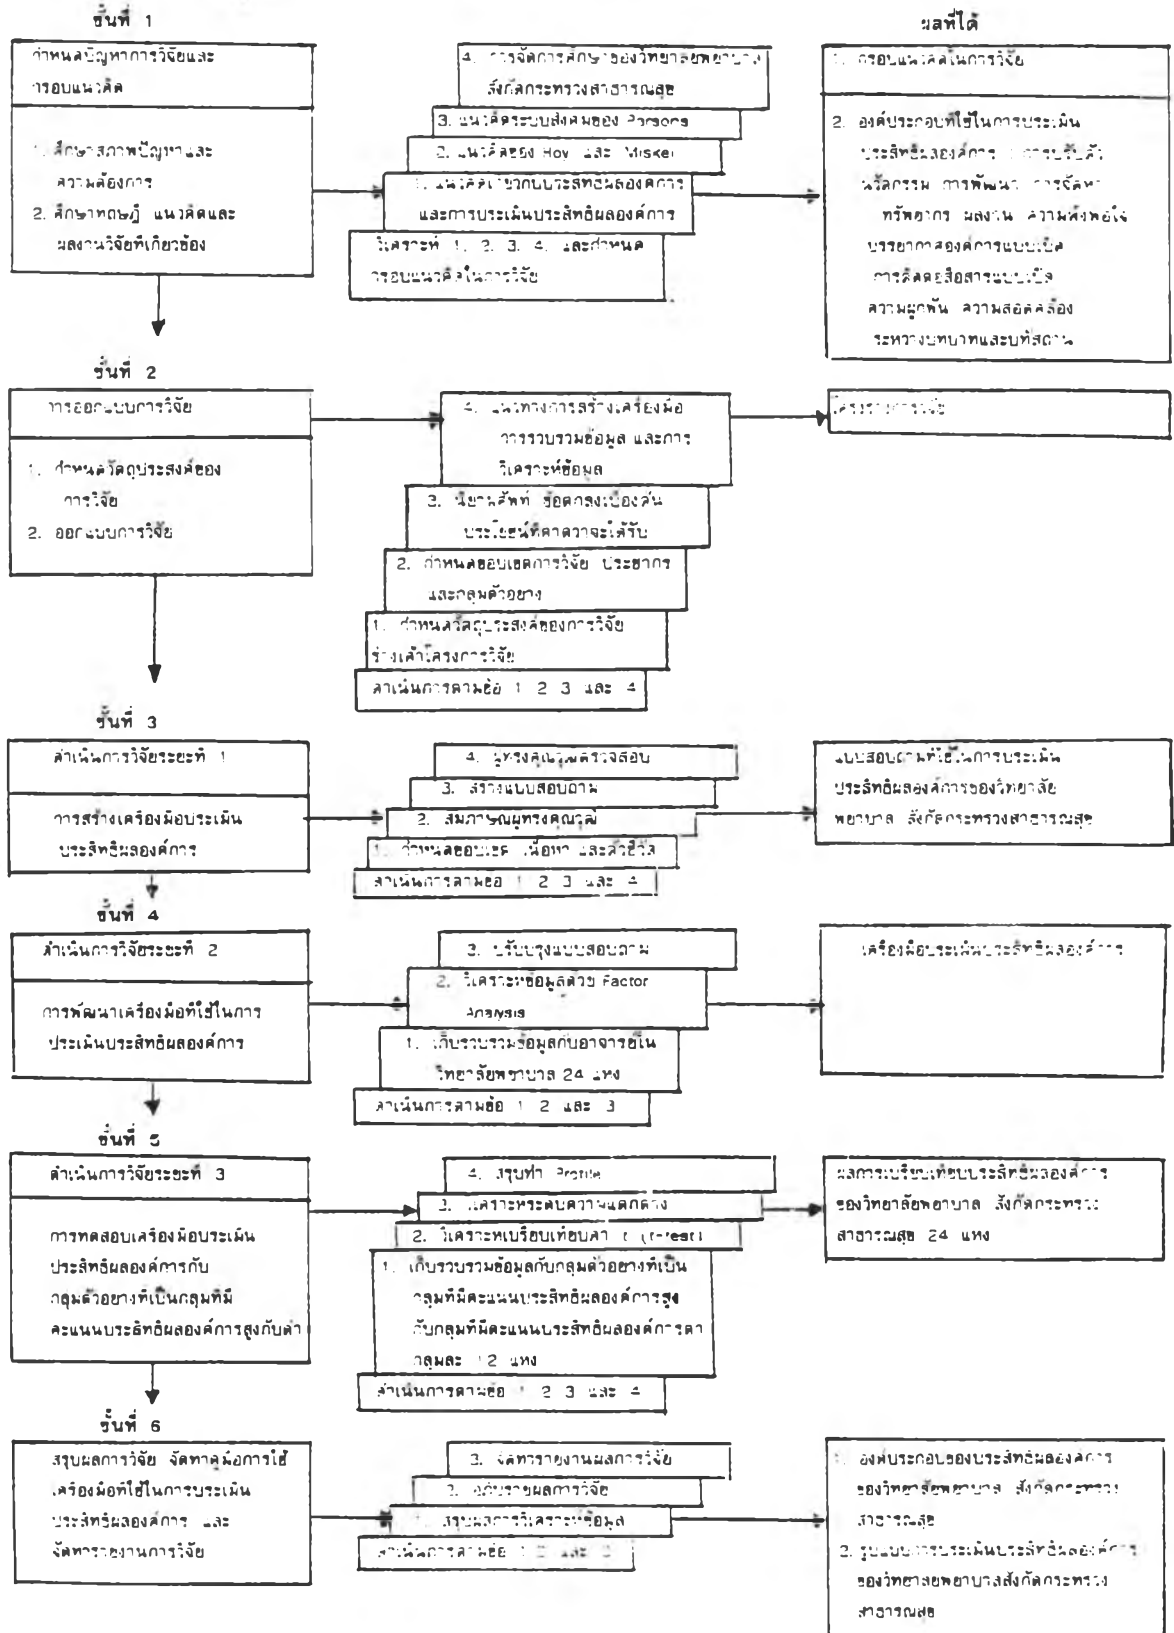 ขั้นที่ 1
กำหนดปัญหาการวิจัยและ
กรอบแนวคิด
1. ศึกษาสภาพปัญหาและ
ความต้องการ
2. ศึกษาทฤษฎี แนวคิดและ
ผลงานวิจัยที่เกี่ยวข้อง
4. การจัดการศึกษาของวิทยาลัยพยาบาล
สังกัดกระทรวงสาธารณสุข
3. แนวคิดระบบสังคมของ Parsons
2. แนวคิดของ Hoy และ Miskel
1. แนวคิดเกี่ยวกับประสิทธิผลองค์การ
และการประเมินประสิทธิผลองค์การ
วิเคราะห์ 1, 2, 3, 4, และกำหนด
กรอบแนวคิดในการวิจัย
ผลที่ได้
1. กรอบแนวคิดในการวิจัย
2. องค์ประกอบที่ใช้ในการประเมิน
ประสิทธิผลองค์การ : การปรับตัว
นวัตกรรม การพัฒนา การจัดหา
ทรัพยากร ผลงาน ความพึงพอใจ
บรรยากาศองค์การแบบเปิด
การติดต่อสื่อสารแบบเปิด
ความผูกพัน ความสอดคล้อง
ระหว่างบทบาทและบทสถาน
ขั้นที่ 2
การออกแบบการวิจัย
1. กำหนดวัตถุประสงค์ของ
การวิจัย
2. ออกแบบการวิจัย
4. แนวทางการสร้างเครื่องมือ
การรวบรวมข้อมูล และการ
วิเคราะห์ข้อมูล
3. นิยามศัพท์ ข้อตกลงเบื้องต้น
ประโยชน์ที่คาดว่าจะได้รับ
2. กำหนดขอบเขตการวิจัย ประชากร
และกลุ่มตัวอย่าง
1. กำหนดวัตถุประสงค์ของการวิจัย
ร่างเค้าโครงการวิจัย
ดำเนินการตามข้อ 1 2 3 และ 4
โครงร่างการวิจัย
ขั้นที่ 3
ดำเนินการวิจัยระยะที่ 1
การสร้างเครื่องมือประเมิน
ประสิทธิผลองค์การ
4. ผู้ทรงคุณวุฒิตรวจสอบ
3. สร้างแบบสอบถาม
2. สัมภาษณ์ผู้ทรงคุณวุฒิ
1. กำหนดขอบเขต เนื้อหา และตัวชี้วัด
ดำเนินการตามข้อ 1 2 3 และ 4
แบบสอบถามที่ใช้ในการประเมิน
ประสิทธิผลองค์การของวิทยาลัย
พยาบาล สังกัดกระทรวงสาธารณสุข
ขั้นที่ 4
ดำเนินการวิจัยระยะที่ 2
การพัฒนาเครื่องมือที่ใช้ในการ
ประเมินประสิทธิผลองค์การ
3. ปรับปรุงแบบสอบถาม
2. วิเคราะห์ข้อมูลด้วย Factor
Analysis
1. เก็บรวบรวมข้อมูลกับอาจารย์ใน
วิทยาลัยพยาบาล 24 แห่ง
ดำเนินการตามข้อ 1 2 และ 3
เครื่องมือประเมินประสิทธิผลองค์การ
ขั้นที่ 5
ดำเนินการวิจัยระยะที่ 3
การทดสอบเครื่องมือประเมิน
ประสิทธิผลองค์การกับ
กลุ่มตัวอย่างที่เป็นกลุ่มที่มี
คะแนนประสิทธิผลองค์การสูงกับต่ำ
4. สรุปทำ Profile
3. วิเคราะห์ระดับความแตกต่าง
2. วิเคราะห์เปรียบเทียบค่า t (t-test)
1. เก็บรวบรวมข้อมูลกับกลุ่มตัวอย่างที่เป็น
กลุ่มที่มีคะแนนประสิทธิผลองค์การสูง
กับกลุ่มที่มีคะแนนประสิทธิผลองค์การต่ำ
กลุ่มละ 12 แห่ง
ดำเนินการตามข้อ 1 2 3 และ 4
ผลการเปรียบเทียบประสิทธิผลองค์การ
ของวิทยาลัยพยาบาล สังกัดกระทรวง
สาธารณสุข 24 แห่ง
ขั้นที่ 6
สรุปผลการวิจัย จัดทำคู่มือการใช้
เครื่องมือที่ใช้ในการประเมิน
ประสิทธิผลองค์การ และ
จัดทำรายงานการวิจัย
3. จัดทำรายงานผลการวิจัย
2. อภิปรายผลการวิจัย
1. สรุปผลการวิเคราะห์ข้อมูล
ดำเนินการตามข้อ 1 2 และ 3
1. องค์ประกอบของประสิทธิผลองค์การ
ของวิทยาลัยพยาบาล สังกัดกระทรวง
สาธารณสุข
2. รูปแบบการประเมินประสิทธิผลองค์การ
ของวิทยาลัยพยาบาลสังกัดกระทรวง
สาธารณสุข